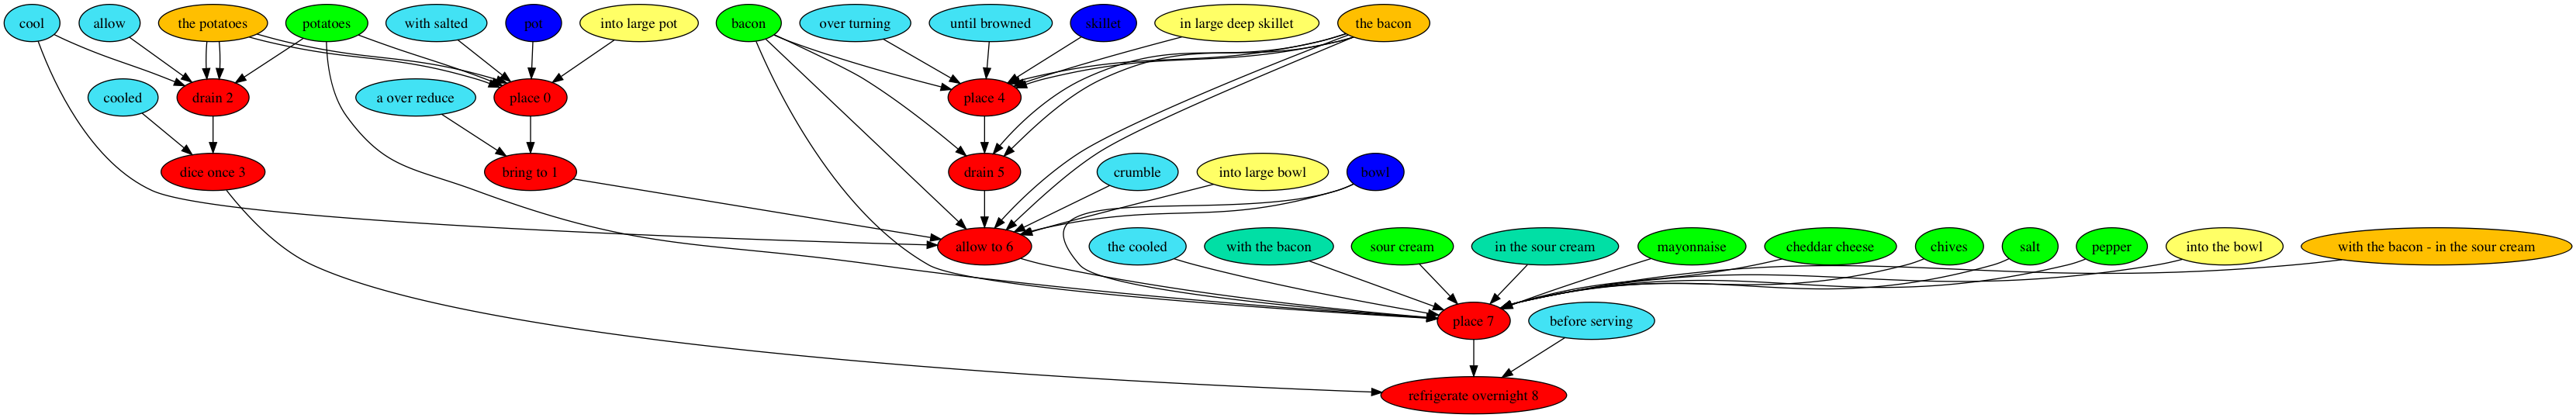 cool
allow
the potatoes
potatoes
with salted
pot
into large pot
bacon
over turning
until browned
skillet
in large deep skillet
the bacon
cooled
drain 2
a over reduce
place 0
place 4
dice once 3
bring to 1
drain 5
crumble
into large bowl
bowl
allow to 6
the cooled
with the bacon
sour cream
in the sour cream
mayonnaise
cheddar cheese
chives
salt
pepper
into the bowl
with the bacon - in the sour cream
place 7
before serving
refrigerate overnight 8